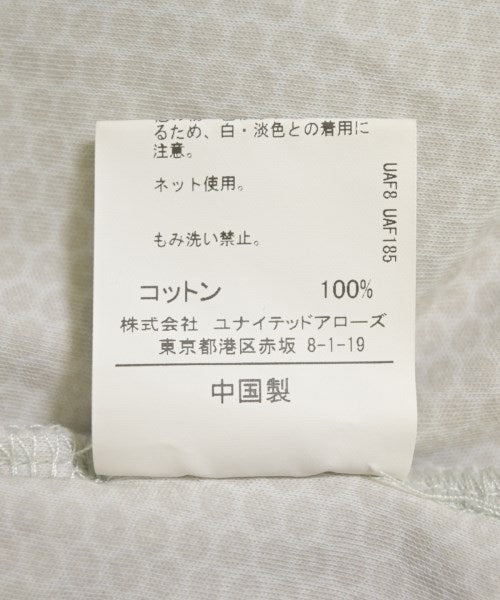 るため、白・淡色との着用に
注意。
ネット使用。
もみ洗い禁止。
コットン 100%
株式会社 ユナイテッドアローズ
東京都港区赤坂 8-1-19
中国製
UAF8 UAF185